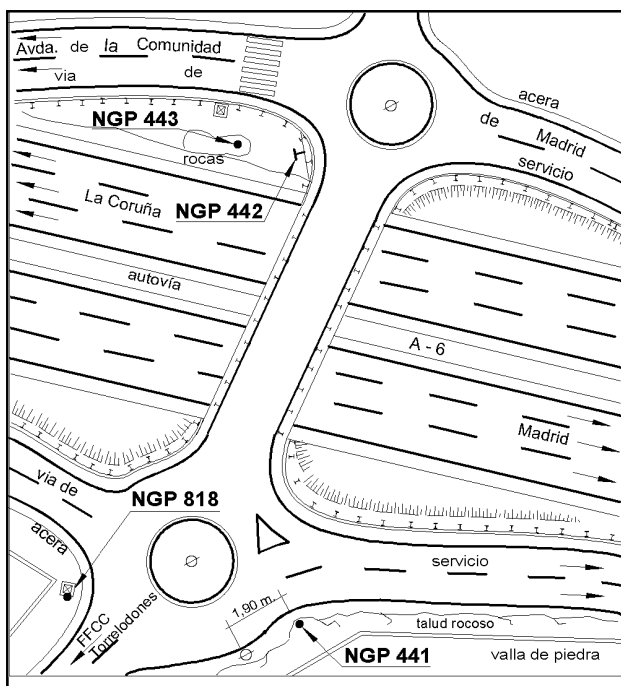 Avda. de la Comunidad
via de
acera
de Madrid
servicio
NGP 443
rocas
NGP 442
La Coruña
autovía
A - 6
Madrid
via de
NGP 818
acera
servicio
1,90 m.
FFCC
Torrelodones
talud rocoso
NGP 441
valla de piedra